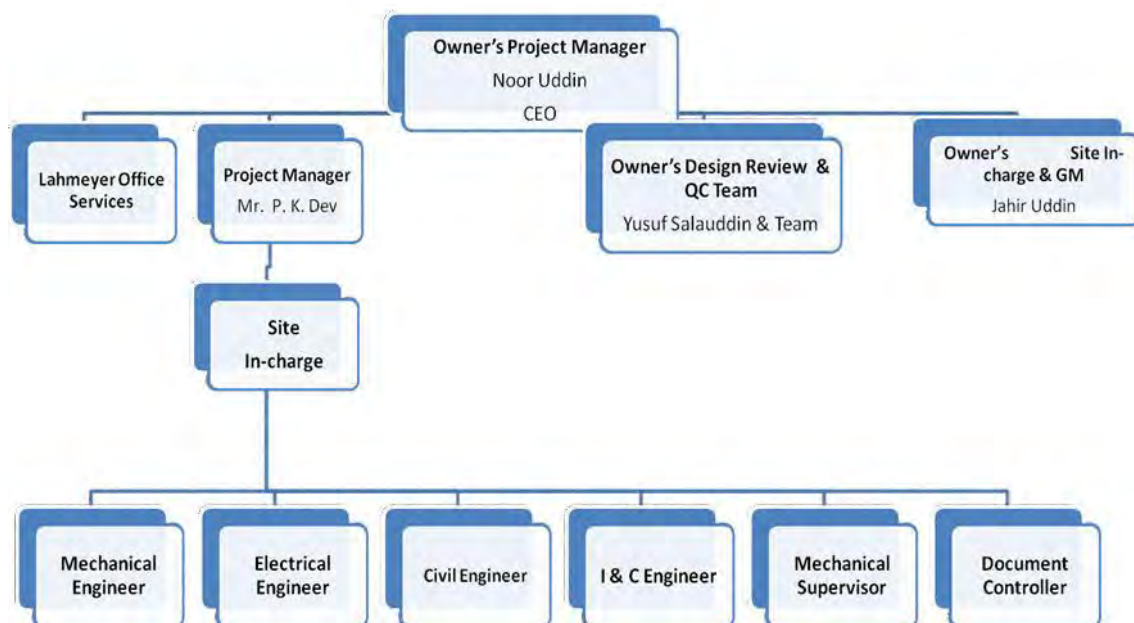 Owner's Project Manager
Noor Uddin
CEO
Lahmeyer Office
Services
Project Manager
Mr. P. K. Dev
Owner's Design Review &
QC Team
Yusuf Salauddin & Team
Owner's Site In-
charge & GM
Jahir Uddin
Site
In-charge
Mechanical
Engineer
Electrical
Engineer
Civil Engineer
I & C Engineer
Mechanical
Supervisor
Document
Controller